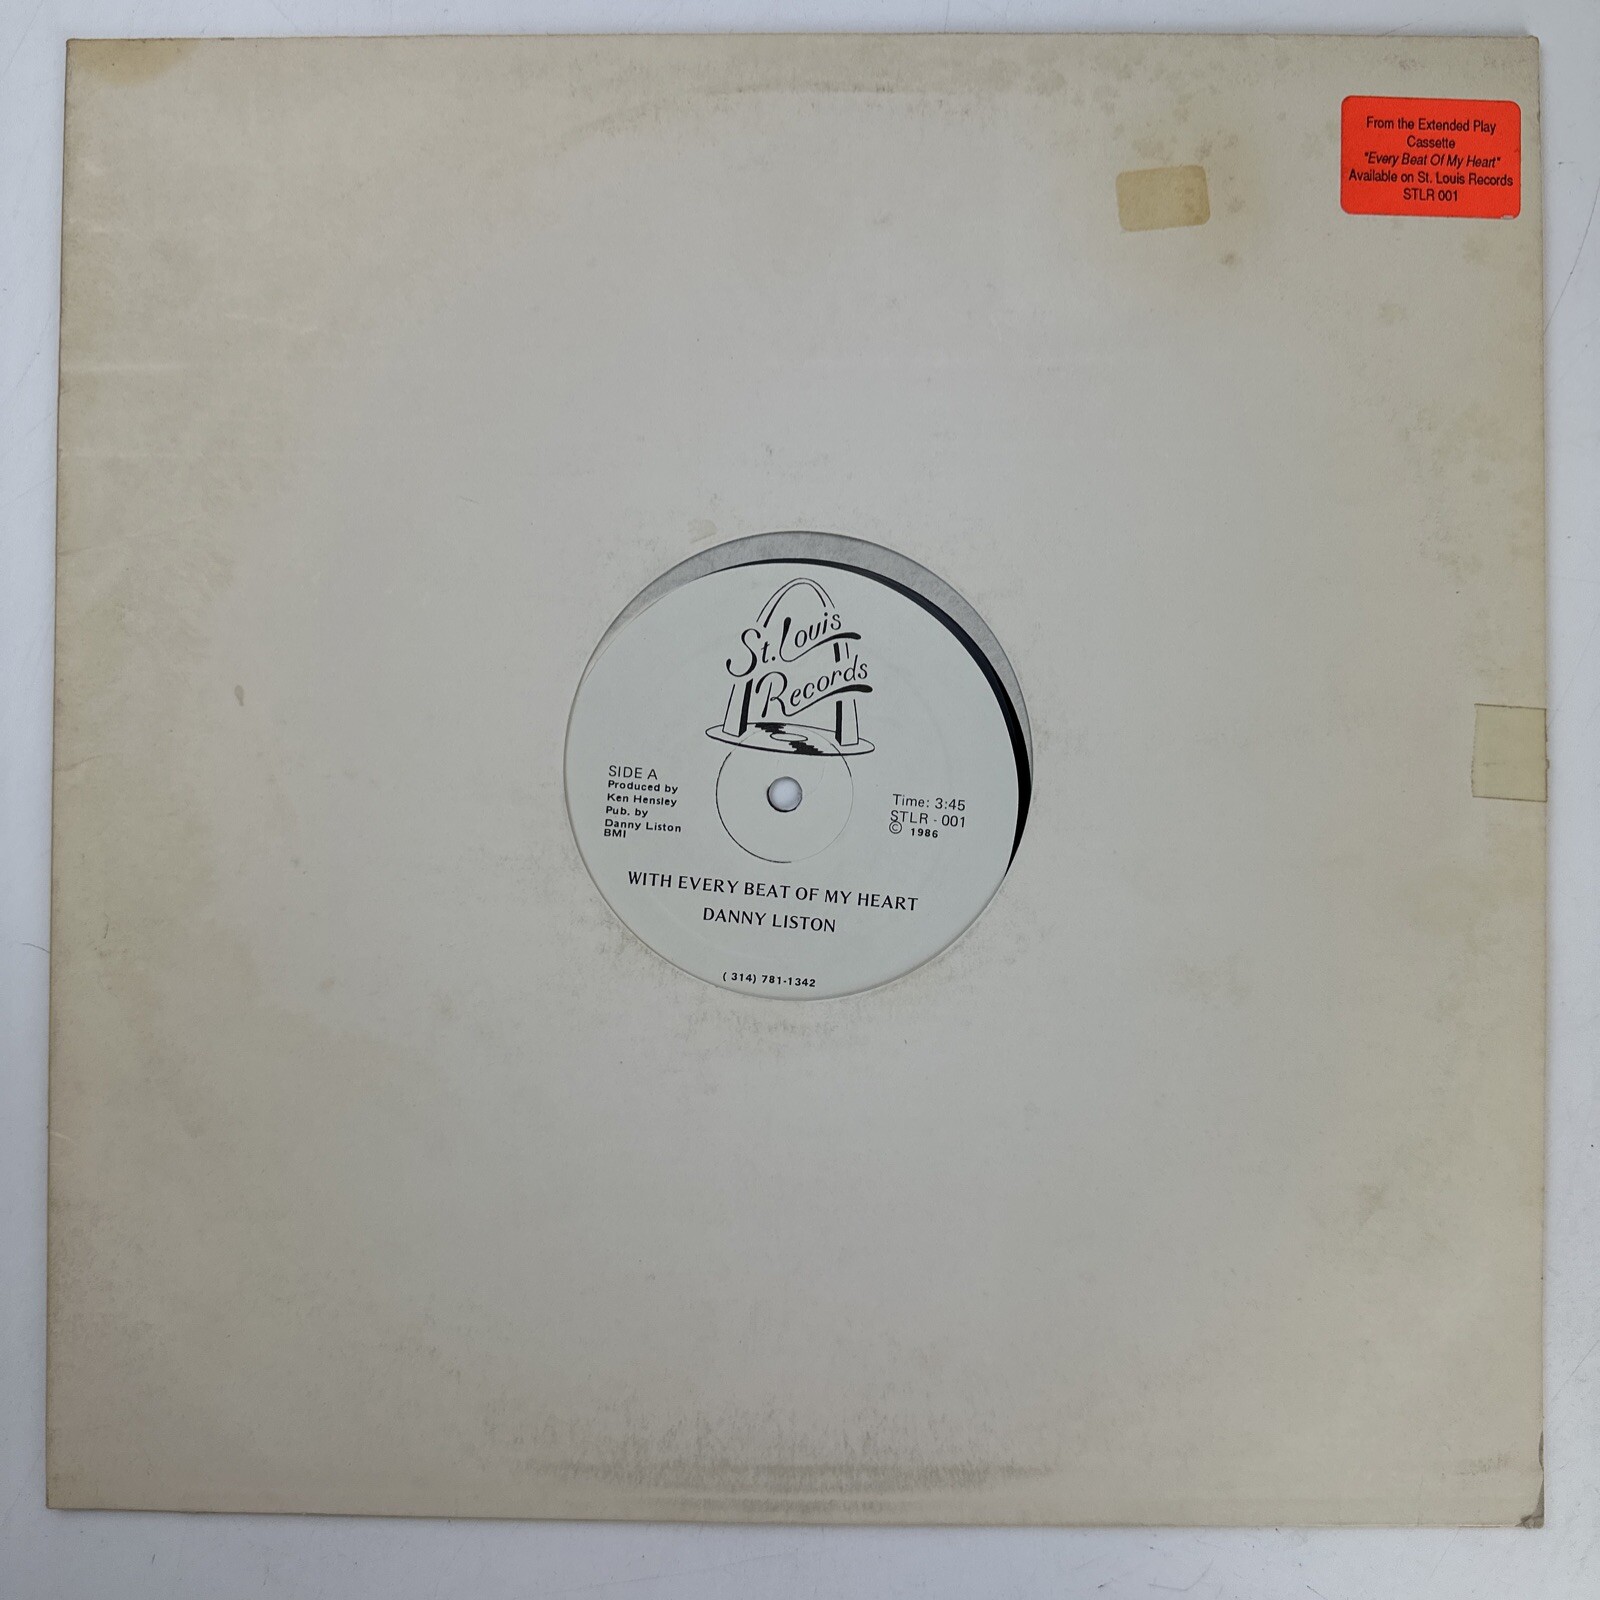 From the Extended Play
Cassette
"Every Beat Of My Heart"
Available on St. Louis Records
STLR 001
St. Louis
Records
SIDE A
Produced by
Ken Hensley
Pub. by
Danny Liston
BMI
Time: 3:45
STLR - 001
© 1986
WITH EVERY BEAT OF MY HEART
DANNY LISTON
( 314) 781-1342